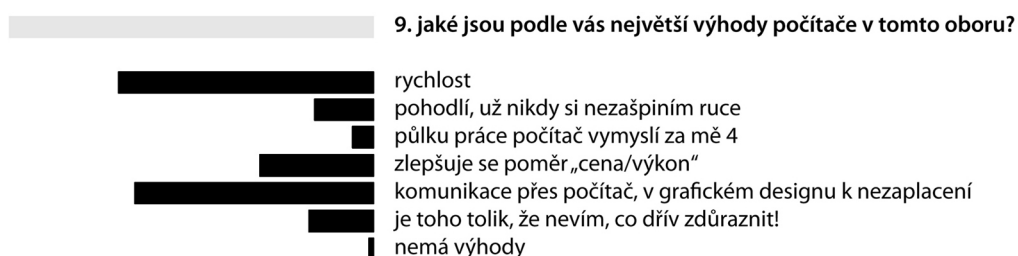 9. jaké jsou podle vás největší výhody počítače v tomto oboru?
rychlost
pohodlí, už nikdy si nezašpiním ruce
půlku práce počítač vymyslí za mě 4
zlepšuje se poměr „cena/výkon“
komunikace přes počítač, v grafickém designu k nezaplacení
je toho tolik, že nevím, co dřív zdůraznit!
nemá výhody